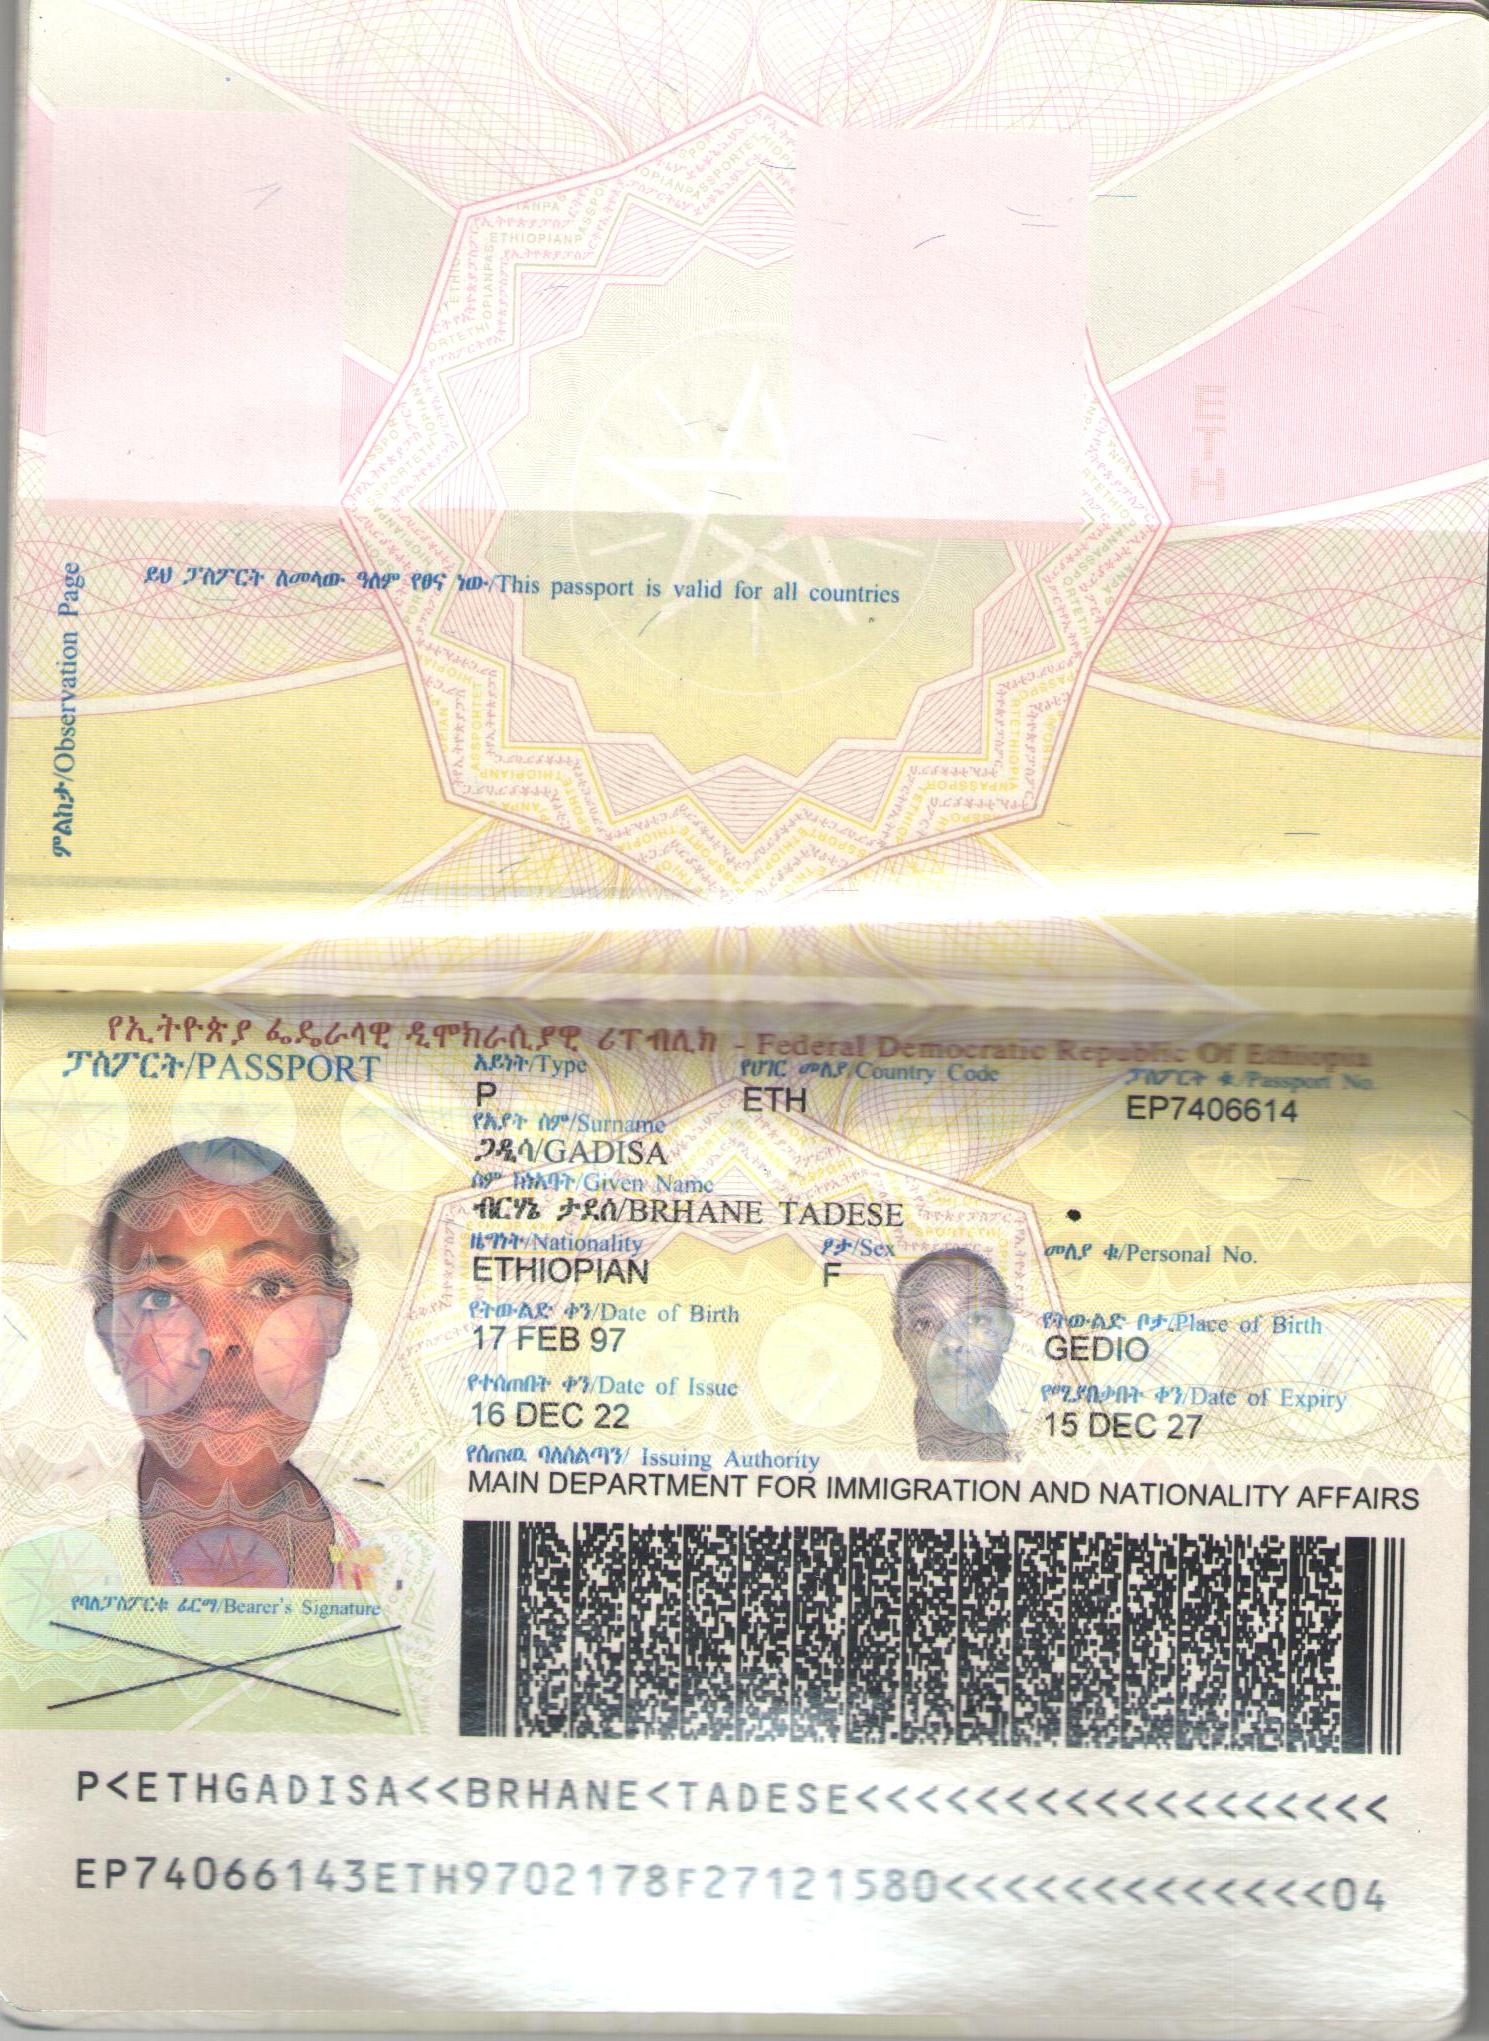 ምልከታ/Observation Page
ይህ ፓስፖርት ለመላው ዓለም የፀና ነው/This passport is valid for all countries
የኢትዮጵያ ፌዴራላዊ ዲሞክራሲያዊ ሪፐብሊክ - Federal Democratic Republic Of Ethiopia
ፓስፖርት/PASSPORT
አይነት/Type
የሀገር መለያ/Country Code
ፓስፖርት ቁ./Passport No.
P
ETH
EP7406614
የአያት ስም/Surname
ጋዲሳ/GADISA
ስም ከነአባት/Given Name
ብርሃኔ ታደሰ/BRHANE TADESE
ዜግነት/Nationality
ፆታ/Sex
መለያ ቁ/Personal No.
ETHIOPIAN
F
የትውልድ ቀን/Date of Birth
የትውልድ ቦታ/Place of Birth
17 FEB 97
GEDIO
የተሰጠበት ቀን/Date of Issue
የሚያበቃበት ቀን/Date of Expiry
16 DEC 22
15 DEC 27
የሰጠዉ ባለስልጣን/ Issuing Authority
MAIN DEPARTMENT FOR IMMIGRATION AND NATIONALITY AFFAIRS
የባለፓስፖርቱ ፊርማ/Bearer's Signature
P<ETHGADISA<<BRHANE<TADESE<<<<<<<<<<<<<<<<<<
EP74066143ETH9702178F27121580<<<<<<<<<<<<<04